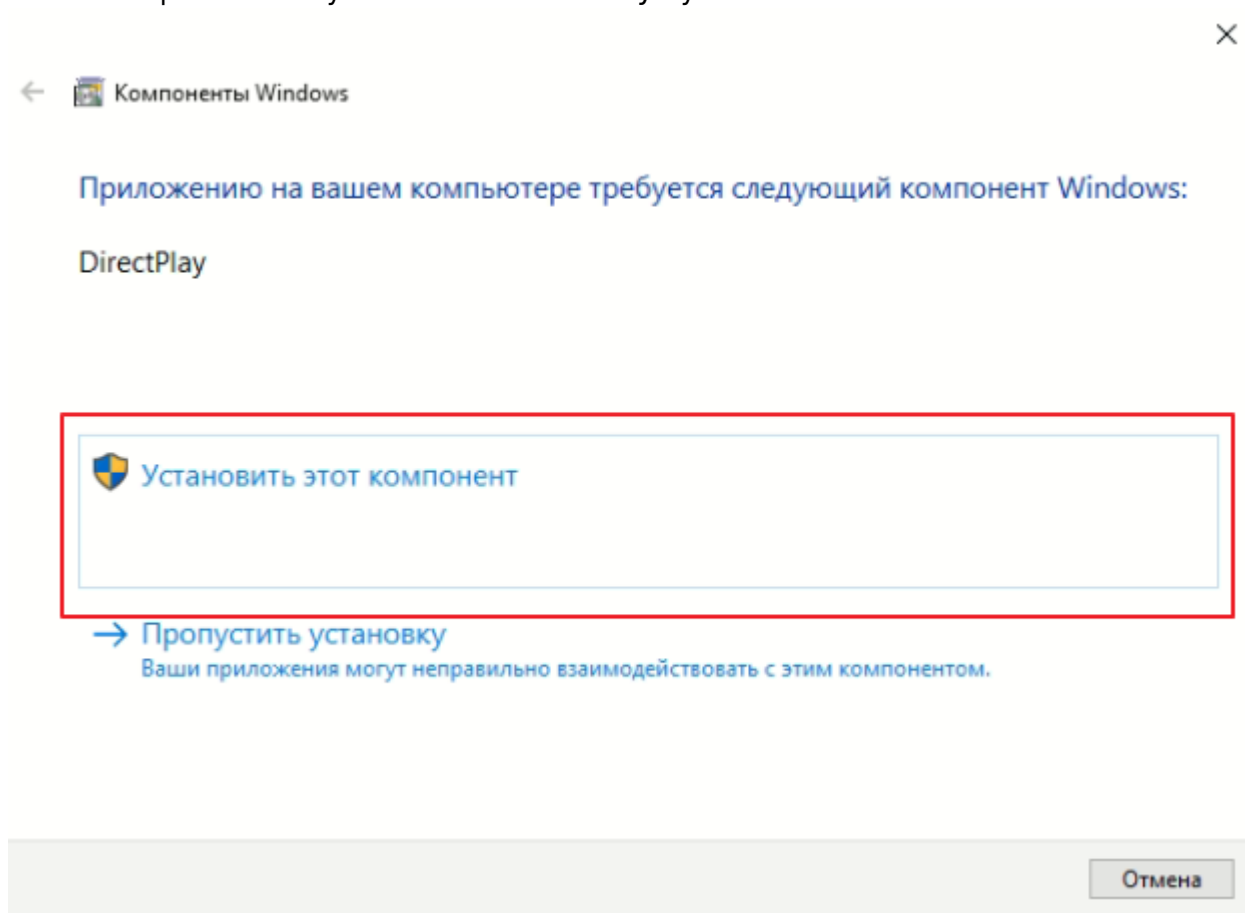 Компоненты Windows
Приложению на вашем компьютере требуется следующий компонент Windows:
DirectPlay
Установить этот компонент
Пропустить установку
Ваши приложения могут неправильно взаимодействовать с этим компонентом.
Отмена